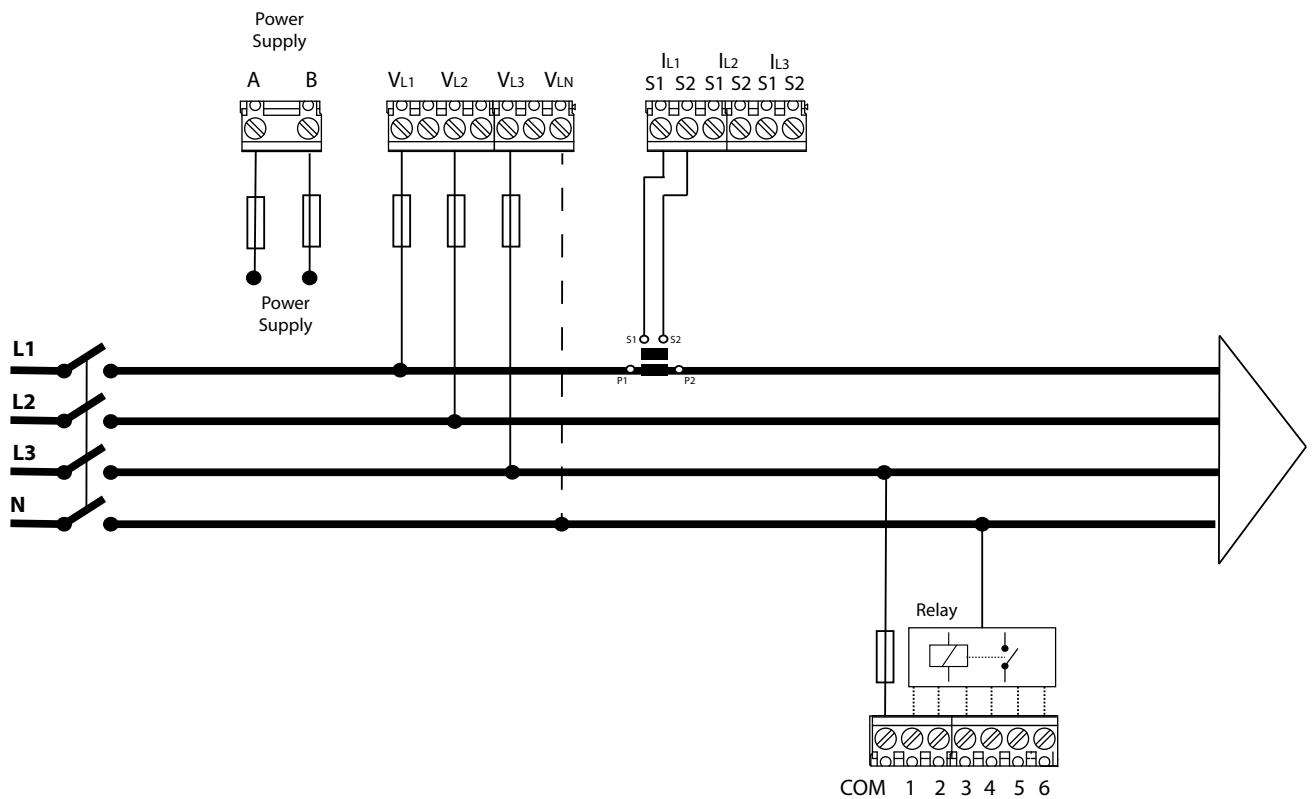 Power
Supply
A B
VL1 VL2 VL3 VLN
IL1 IL2 IL3
S1 S2 S1 S2 S1 S2
Power
Supply
S1 S2
L1
P1 P2
L2
L3
N
Relay
COM 1 2 3 4 5 6